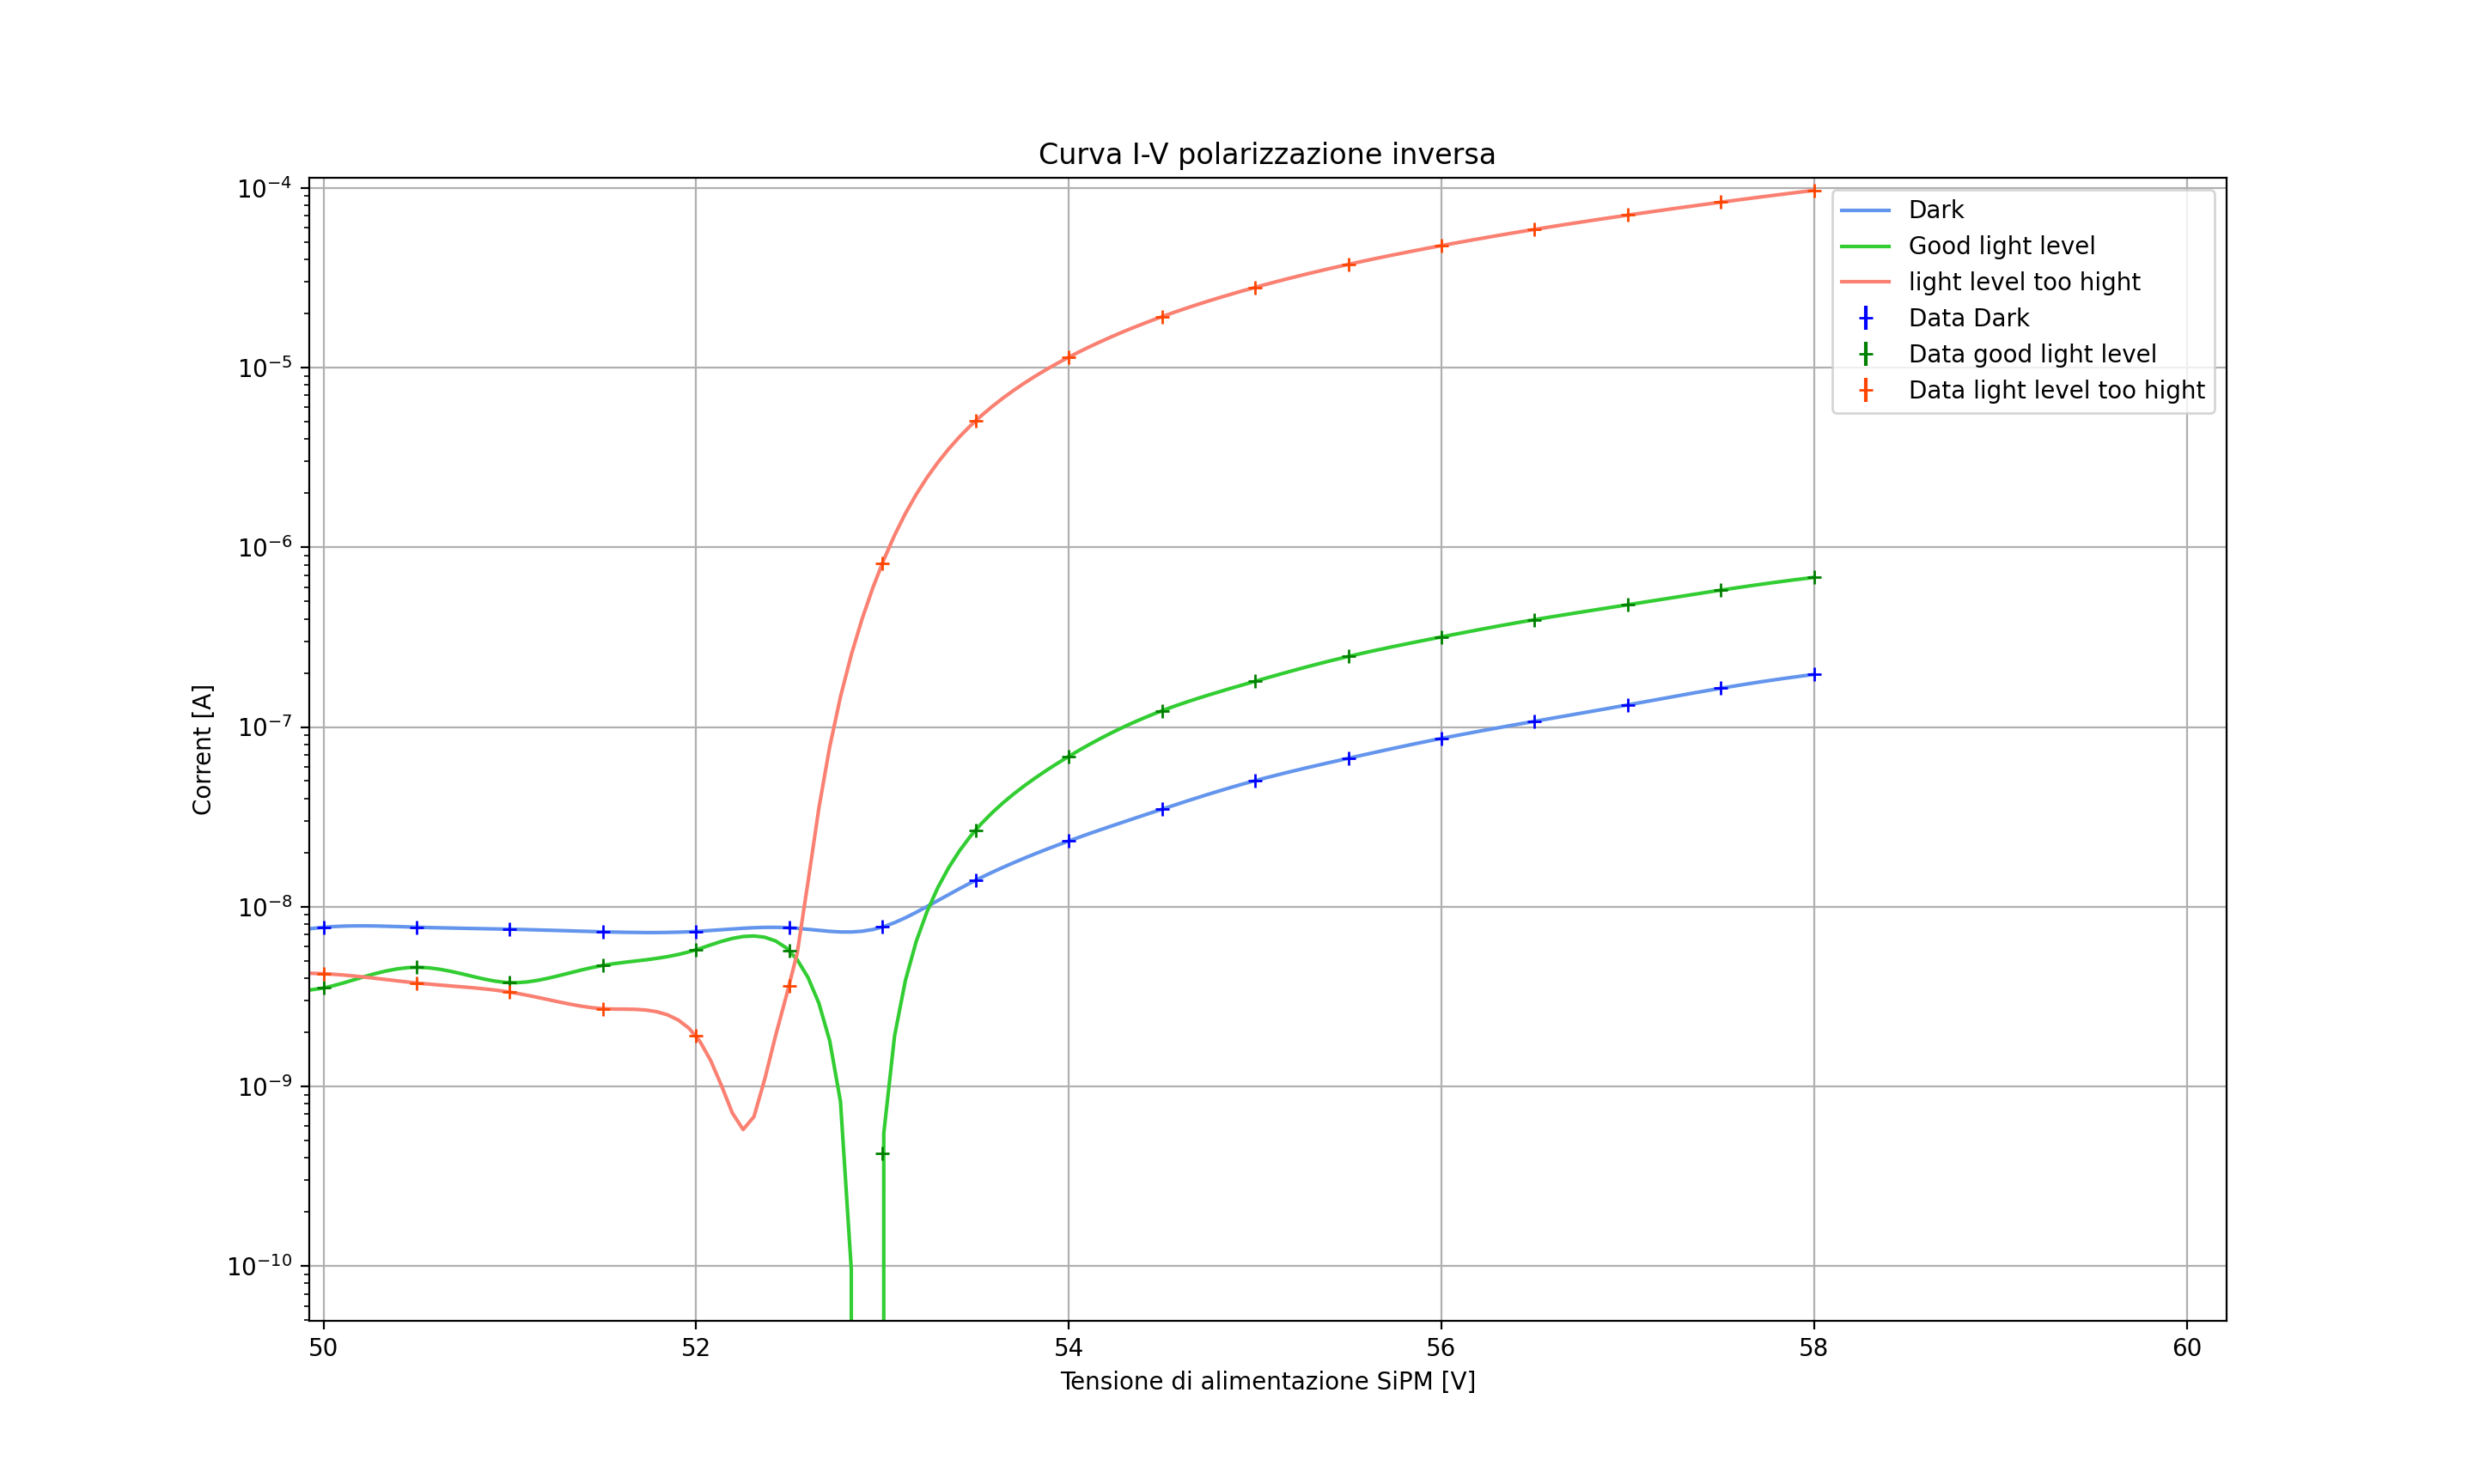 Curva I-V polarizzazione inversa
10⁻⁴
10⁻⁵
10⁻⁶
10⁻⁷
10⁻⁸
10⁻⁹
10⁻¹⁰
Corrent [A]
Dark
Good light level
light level too hight
Data Dark
Data good light level
Data light level too hight
50 52 54 56 58 60
Tensione di alimentazione SiPM [V]